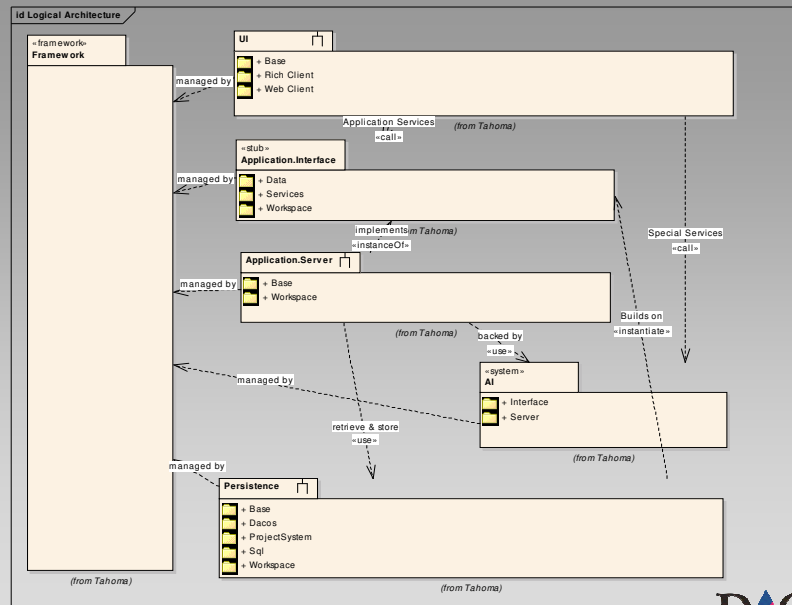 id Logical Architecture
«framework»
Framework
UI
+ Base
+ Rich Client
+ Web Client
managed by
(from Tahoma)
Application Services
«call»
«stub»
Application.Interface
+ Data
+ Services
+ Workspace
managed by
implements
«instanceOf»
m Tahoma)
Special Services
«call»
Application.Server
+ Base
+ Workspace
managed by
(from Tahoma)
Builds on
«instantiate»
backed by
«use»
«system»
AI
+ Interface
+ Server
managed by
(from Tahoma)
retrieve & store
«use»
managed by
Persistence
+ Base
+ Dacos
+ ProjectSystem
+ Sql
+ Workspace
(from Tahoma)
(from Tahoma)